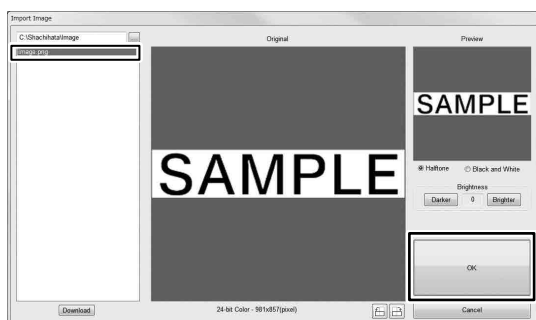 Import Image
C:\Shachihata\Image
Original
Preview
image.png
SAMPLE
SAMPLE
Halftone
Black and White
Brightness
Darker
0
Brighter
OK
Download
24-bit Color - 981x857(pixel)
Cancel